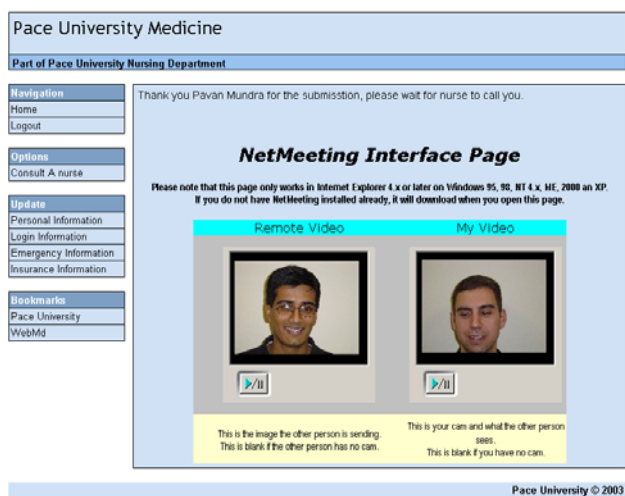 Pace University Medicine
Part of Pace University Nursing Department
Navigation
Home
Logout
Options
Consult A nurse
Update
Personal Information
Login Information
Emergency Information
Insurance Information
Bookmarks
Pace University
WebMd
Thank you Pavan Mundra for the submisstion, please wait for nurse to call you.
NetMeeting Interface Page
Please note that this page only works in Internet Explorer 4.x or later on Windows 95, 98, NT 4.x, ME, 2000 an XP.
If you do not have NetMeeting installed already, it will download when you open this page.
Remote Video
My Video
This is the image the other person is sending.
This is blank if the other person has no cam.
This is your cam and what the other person
sees.
This is blank if you have no cam.
Pace University © 2003